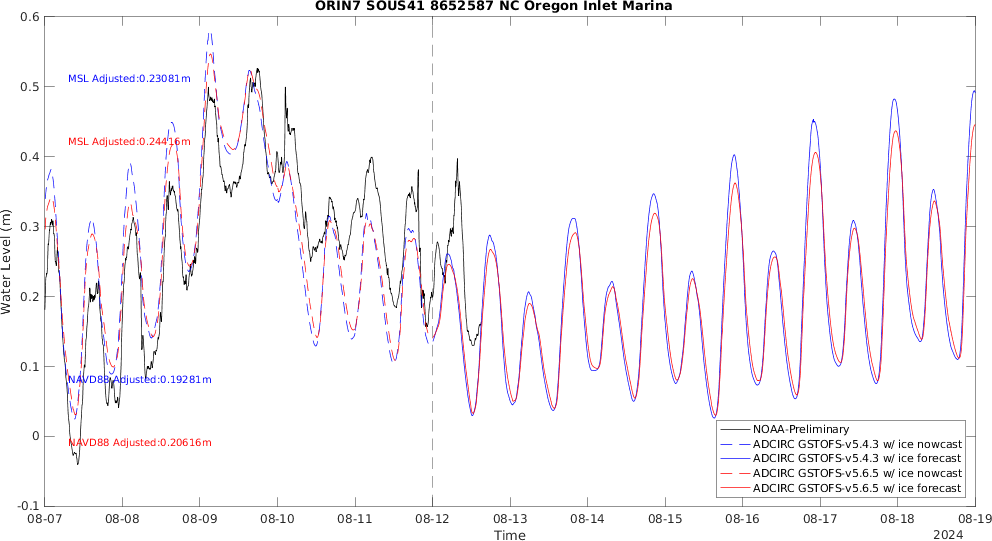 ORIN7 SOUS41 8652587 NC Oregon Inlet Marina
0.6
0.5
0.4
0.3
0.2
0.1
0
-0.1
Water Level (m)
MSL Adjusted:0.23081m
MSL Adjusted:0.24416m
NAVD88 Adjusted:0.19281m
NAVD88 Adjusted:0.20616m
NOAA-Preliminary
ADCIRC GSTOFS-v5.4.3 w/ ice nowcast
ADCIRC GSTOFS-v5.4.3 w/ ice forecast
ADCIRC GSTOFS-v5.6.5 w/ ice nowcast
ADCIRC GSTOFS-v5.6.5 w/ ice forecast
08-07 08-08 08-09 08-10 08-11 08-12 08-13 08-14 08-15 08-16 08-17 08-18 08-19
Time
2024